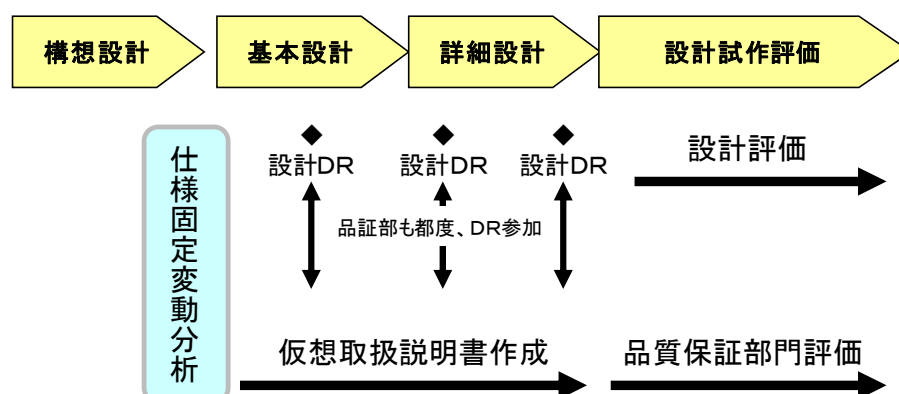 構想設計
基本設計
詳細設計
設計試作評価
仕様固定変動分析
設計DR
設計DR
設計DR
設計評価
品証部も都度、DR参加
仮想取扱説明書作成
品質保証部門評価